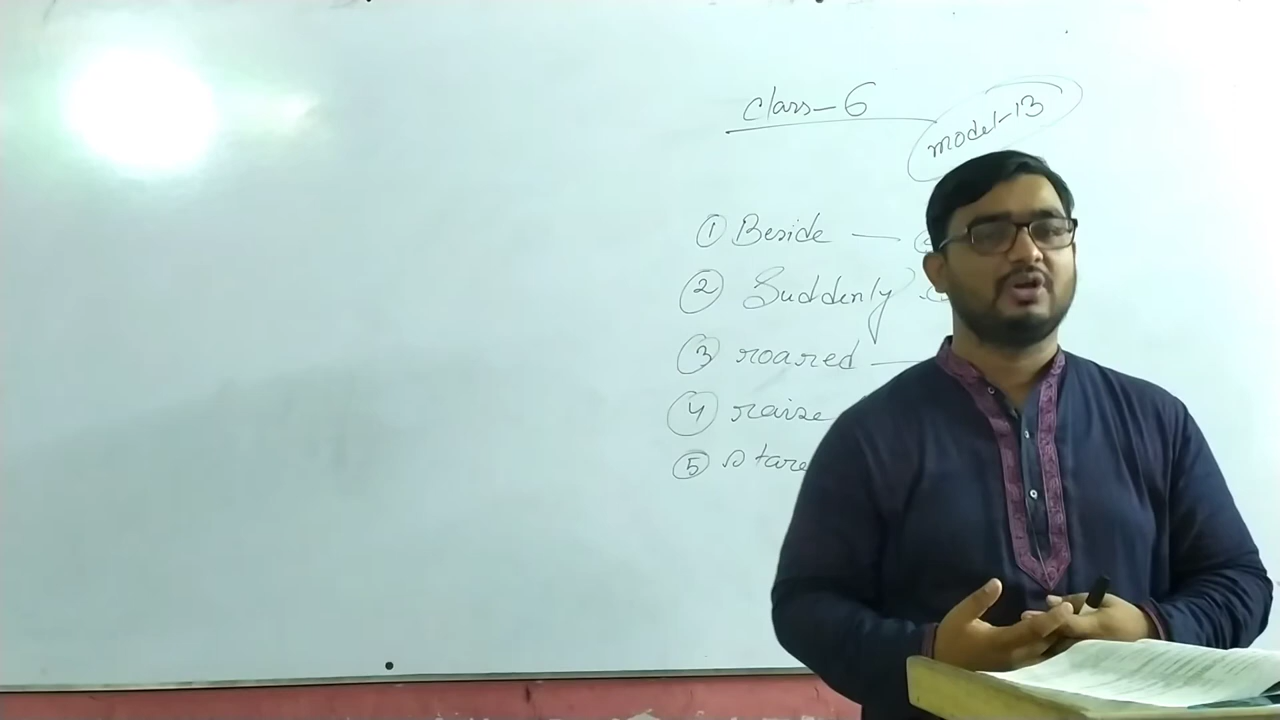 class-6
model-13
① Beside —
② Suddenly
③ roared —
④ raise
⑤ stare